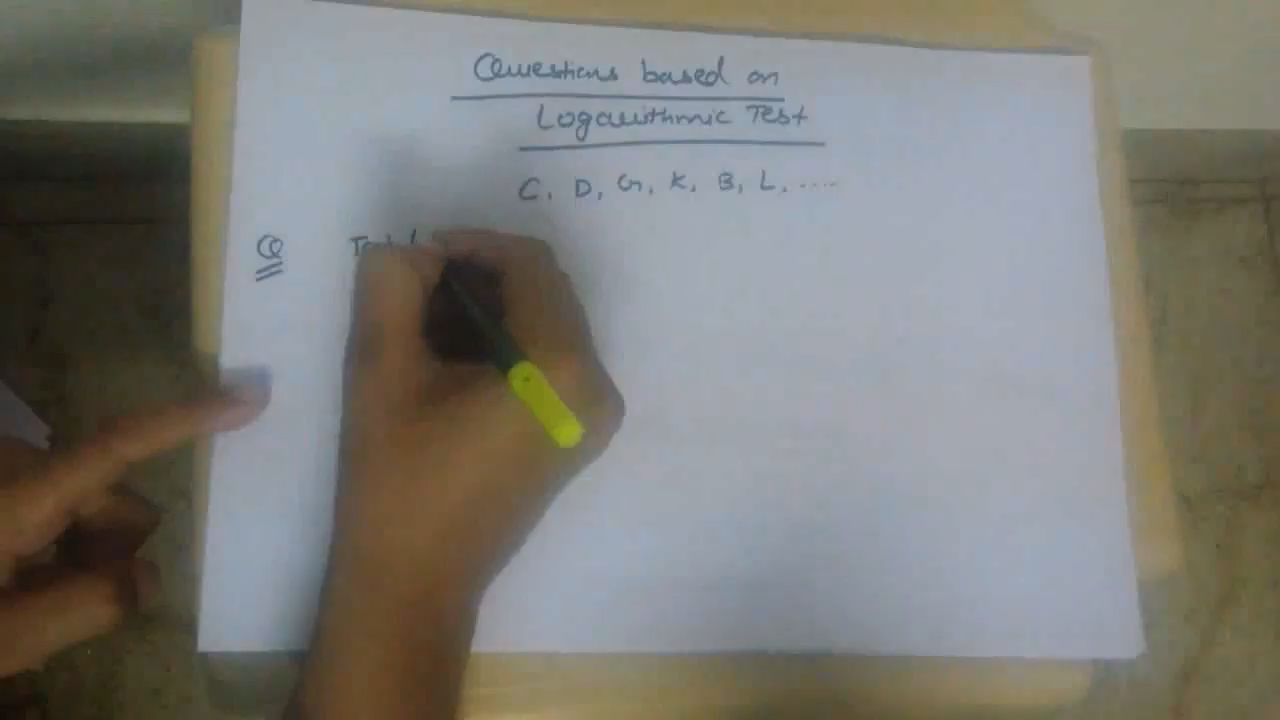 Questions based on
Logarithmic Test
C, D, G, K, B, L, .....
Q